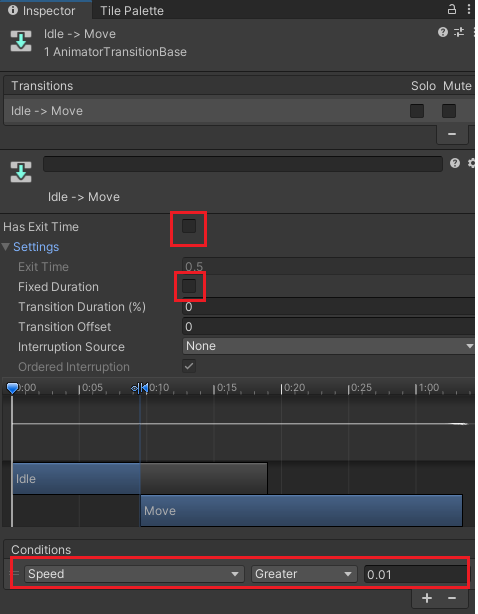 Inspector Tile Palette
Idle -> Move
1 AnimatorTransitionBase
Transitions Solo Mute
Idle -> Move
Idle -> Move
Has Exit Time
Settings
Exit Time 0.5
Fixed Duration
Transition Duration (%) 0
Transition Offset 0
Interruption Source None
Ordered Interruption
0:00 0:05 0:10 0:15 0:20 0:25 1:00
Idle
Move
Conditions
Speed Greater 0.01